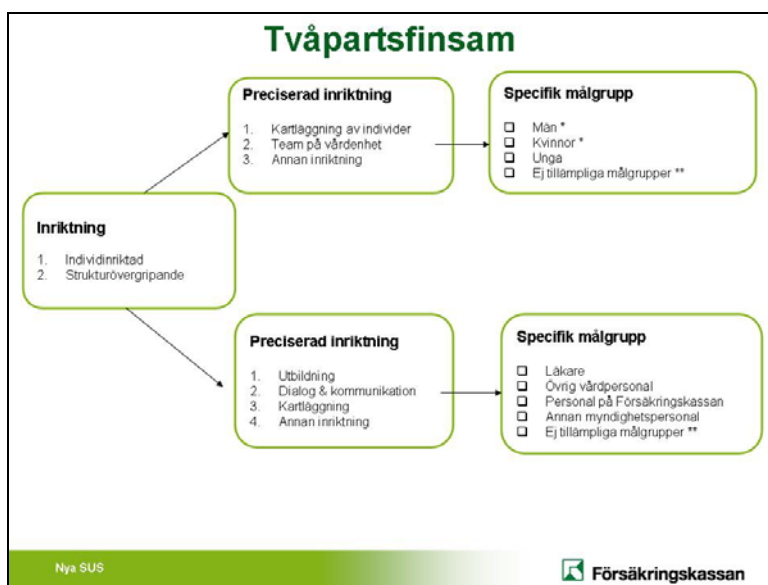 Tvåpartsfinsam
Preciserad inriktning
1. Kartläggning av individer
2. Team på vårdenhet
3. Annan inriktning
Specifik målgrupp
Män *
Kvinnor *
Unga
Ej tillämpliga målgrupper **
Inriktning
1. Individinriktad
2. Strukturövergripande
Preciserad inriktning
1. Utbildning
2. Dialog & kommunikation
3. Kartläggning
4. Annan inriktning
Specifik målgrupp
Läkare
Övrig vårdpersonal
Personal på Försäkringskassan
Annan myndighetspersonal
Ej tillämpliga målgrupper **
Nya SUS
Försäkringskassan